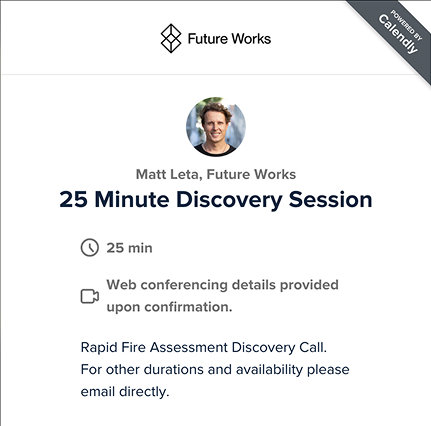 Future Works
POWERED BY
Calendly
Matt Leta, Future Works
25 Minute Discovery Session
25 min
Web conferencing details provided
upon confirmation.
Rapid Fire Assessment Discovery Call.
For other durations and availability please
email directly.